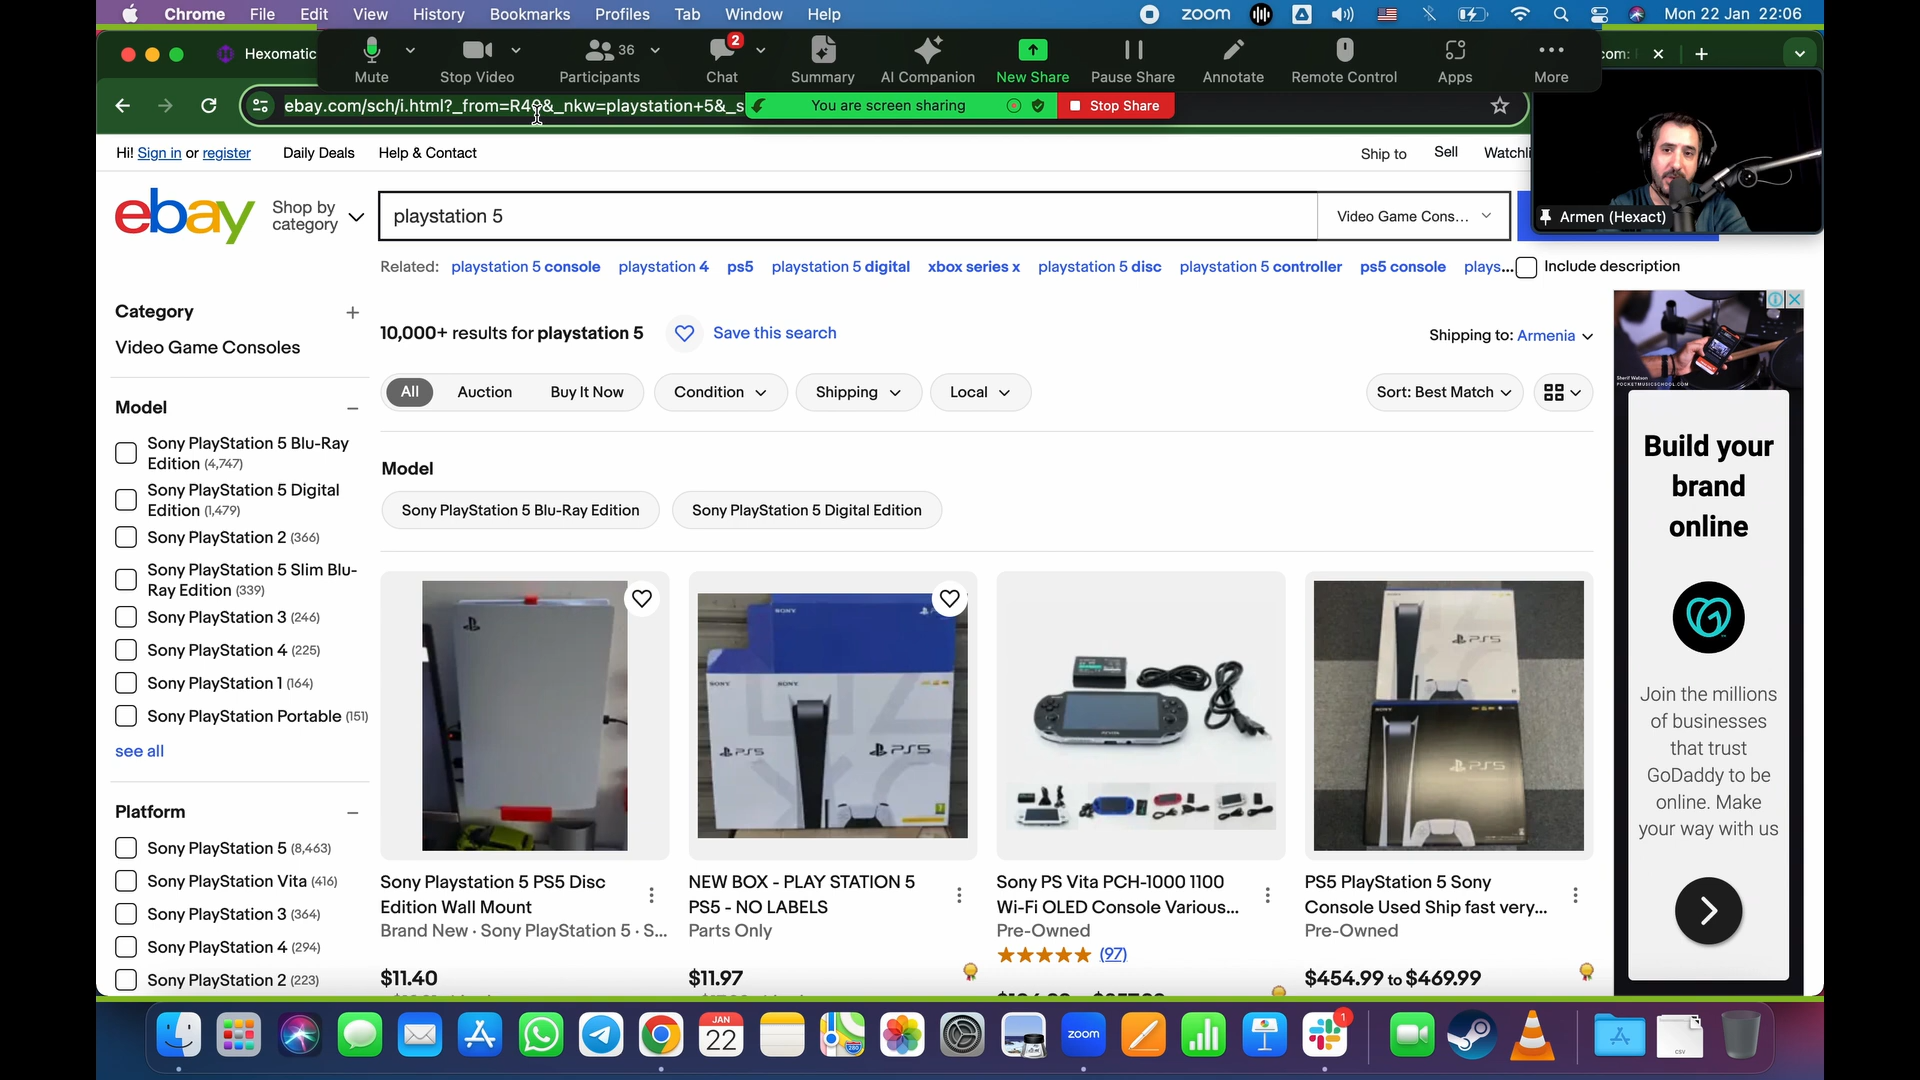 Chrome File Edit View History Bookmarks Profiles Tab Window Help
zoom
Mon 22 Jan 22:06
Hexomatic
Mute
Stop Video
36
Participants
2
Chat
Summary
AI Companion
New Share
Pause Share
Annotate
Remote Control
Apps
More
com:
ebay.com/sch/i.html?_from=R40&_nkw=playstation+5&_s
You are screen sharing
Stop Share
Hi! Sign in or register
Daily Deals
Help & Contact
Ship to
Sell
Watchli
Armen (Hexact)
ebay
Shop by
category
playstation 5
Video Game Cons...
Related: playstation 5 console playstation 4 ps5 playstation 5 digital xbox series x playstation 5 disc playstation 5 controller ps5 console plays...
Include description
Category
Video Game Consoles
10,000+ results for playstation 5
Save this search
Shipping to: Armenia
All
Auction
Buy It Now
Condition
Shipping
Local
Sort: Best Match
Model
Sony PlayStation 5 Blu-Ray
Edition (4,747)
Sony PlayStation 5 Digital
Edition (1,479)
Sony PlayStation 2 (366)
Sony PlayStation 5 Slim Blu-
Ray Edition (339)
Sony PlayStation 3 (246)
Sony PlayStation 4 (225)
Sony PlayStation 1 (164)
Sony PlayStation Portable (151)
see all
Platform
Sony PlayStation 5 (8,463)
Sony PlayStation Vita (416)
Sony PlayStation 3 (364)
Sony PlayStation 4 (294)
Sony PlayStation 2 (223)
Model
Sony PlayStation 5 Blu-Ray Edition
Sony PlayStation 5 Digital Edition
SONY
SONY
SONY
PS5
PS5
PS5
PS5
Sony Playstation 5 PS5 Disc
Edition Wall Mount
Brand New · Sony PlayStation 5 · S...
$11.40
NEW BOX - PLAY STATION 5
PS5 - NO LABELS
Parts Only
$11.97
Sony PS Vita PCH-1000 1100
Wi-Fi OLED Console Various...
Pre-Owned
(97)
PS5 PlayStation 5 Sony
Console Used Ship fast very...
Pre-Owned
$454.99 to $469.99
Sherif Watson
POCKETMUSICSCHOOL.COM
Build your
brand
online
Join the millions
of businesses
that trust
GoDaddy to be
online. Make
your way with us
JAN
22
zoom
1
CSV